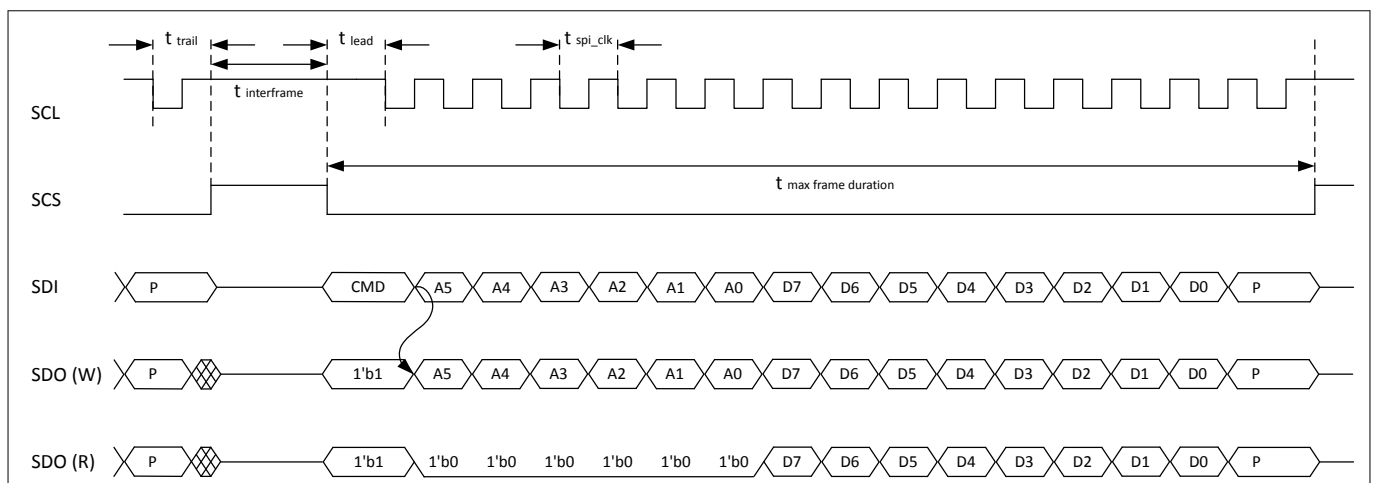 t trail t lead t spi_clk
t interframe
SCL
t max frame duration
SCS
SDI P CMD A5 A4 A3 A2 A1 A0 D7 D6 D5 D4 D3 D2 D1 D0 P
SDO (W) P 1'b1 A5 A4 A3 A2 A1 A0 D7 D6 D5 D4 D3 D2 D1 D0 P
SDO (R) P 1'b1 1'b0 1'b0 1'b0 1'b0 1'b0 1'b0 D7 D6 D5 D4 D3 D2 D1 D0 P